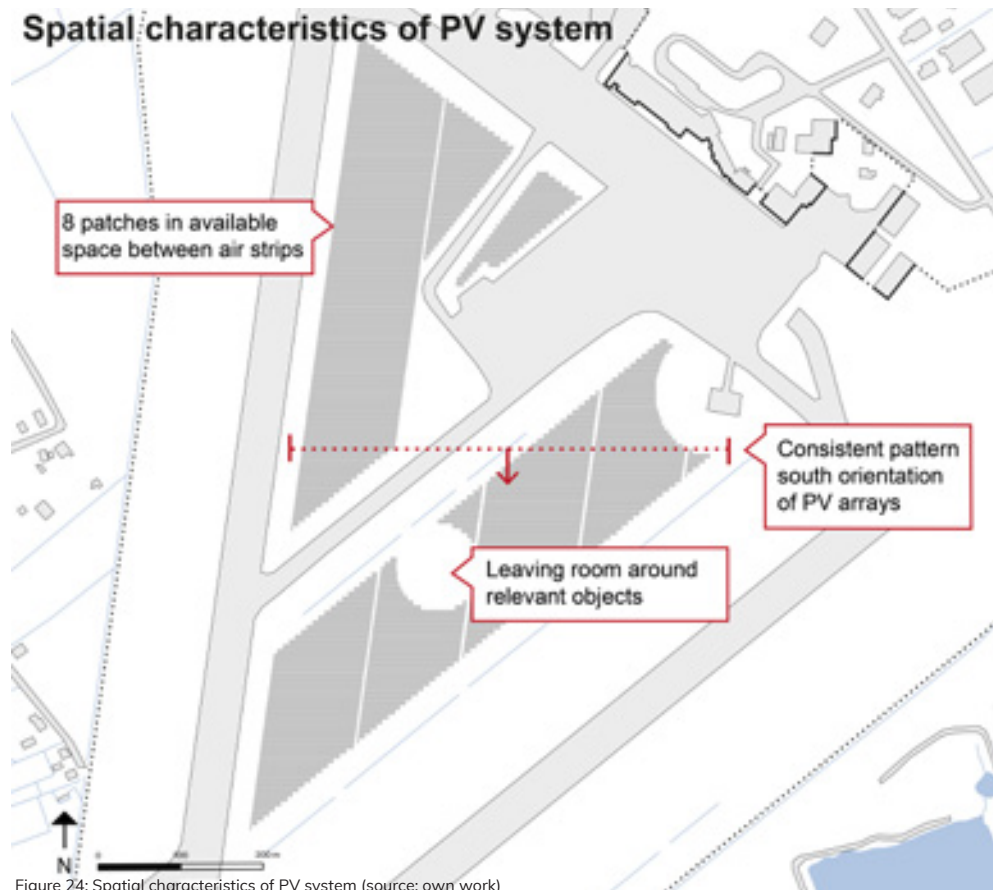 Spatial characteristics of PV system
8 patches in available
space between air strips
Consistent pattern
south orientation
of PV arrays
Leaving room around
relevant objects
N
0
200 m
Figure 24: Spatial characteristics of PV system (source: own work)